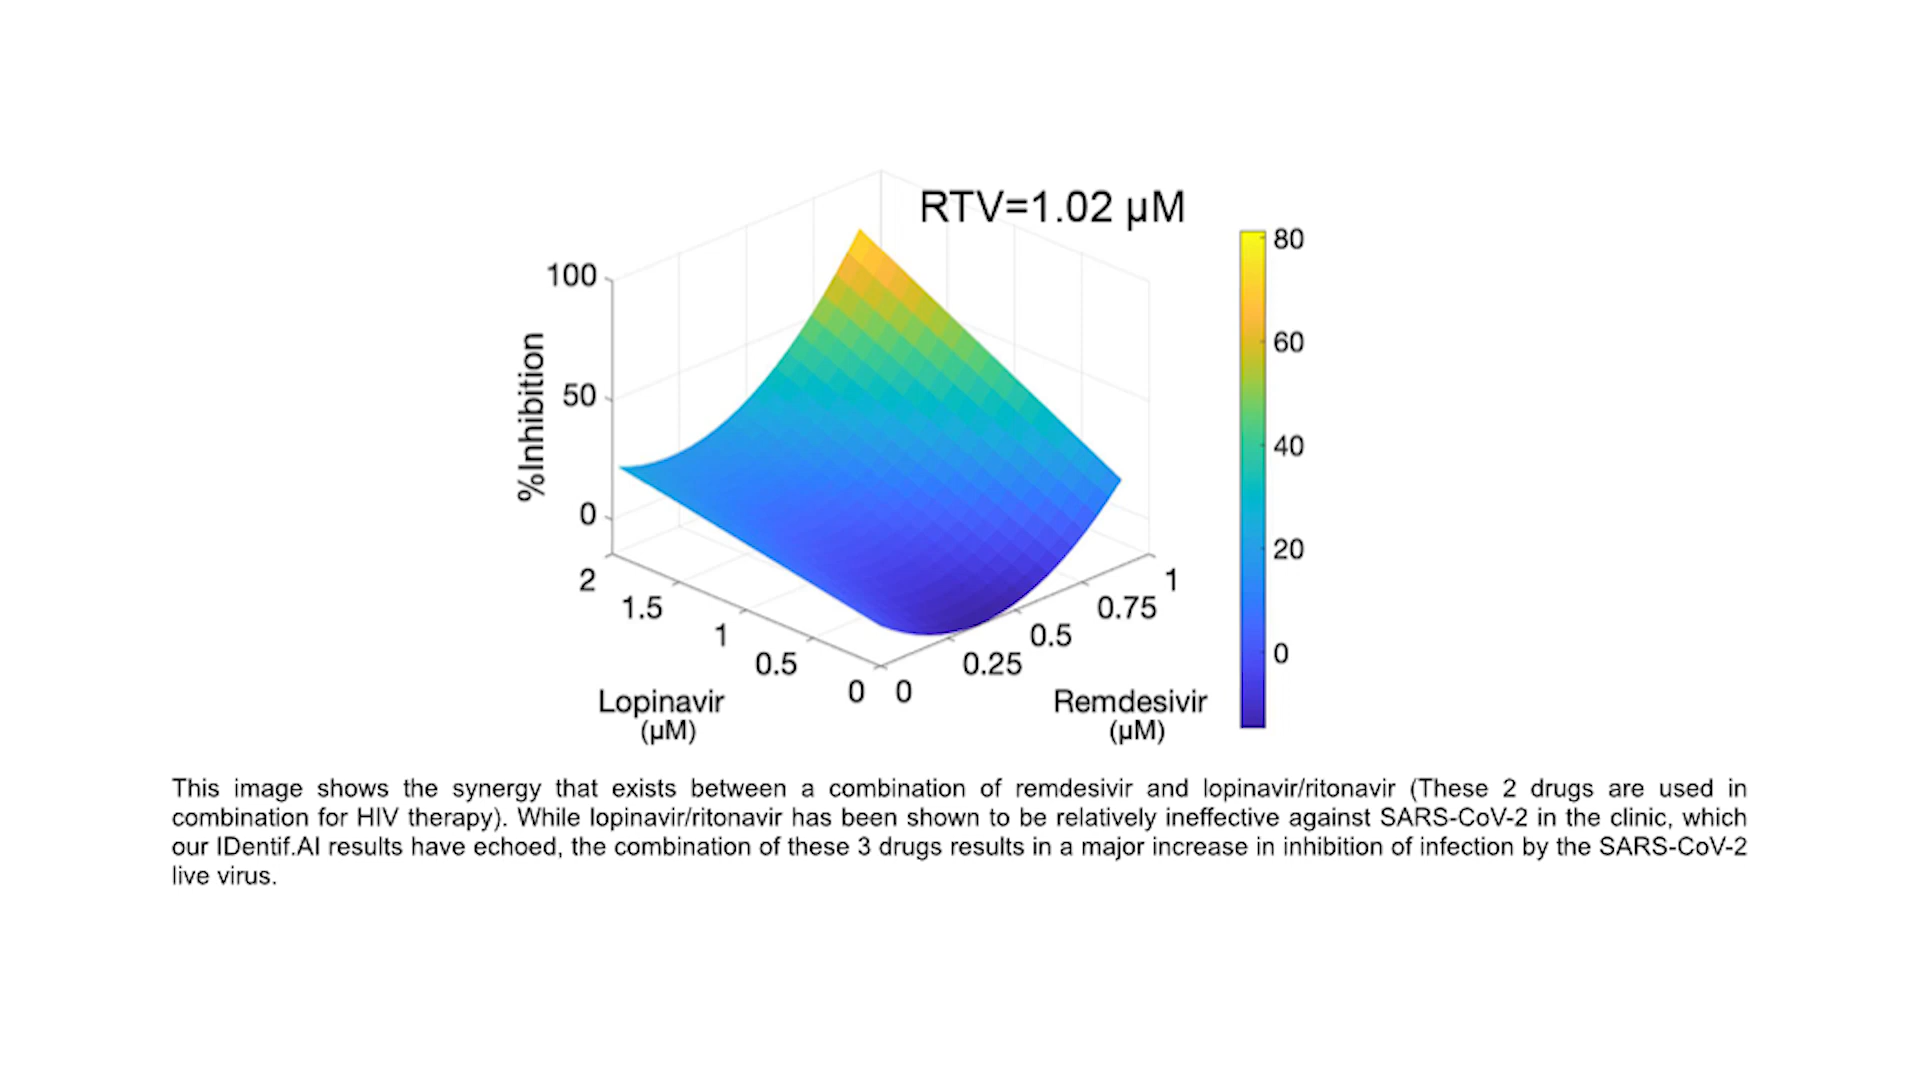 RTV=1.02 µM
%Inhibition
100
50
0
2
1.5
1
0.5
0
0
0.25
0.5
0.75
1
Lopinavir
(µM)
Remdesivir
(µM)
80
60
40
20
0
This image shows the synergy that exists between a combination of remdesivir and lopinavir/ritonavir (These 2 drugs are used in
combination for HIV therapy). While lopinavir/ritonavir has been shown to be relatively ineffective against SARS-CoV-2 in the clinic, which
our IDentif.AI results have echoed, the combination of these 3 drugs results in a major increase in inhibition of infection by the SARS-CoV-2
live virus.